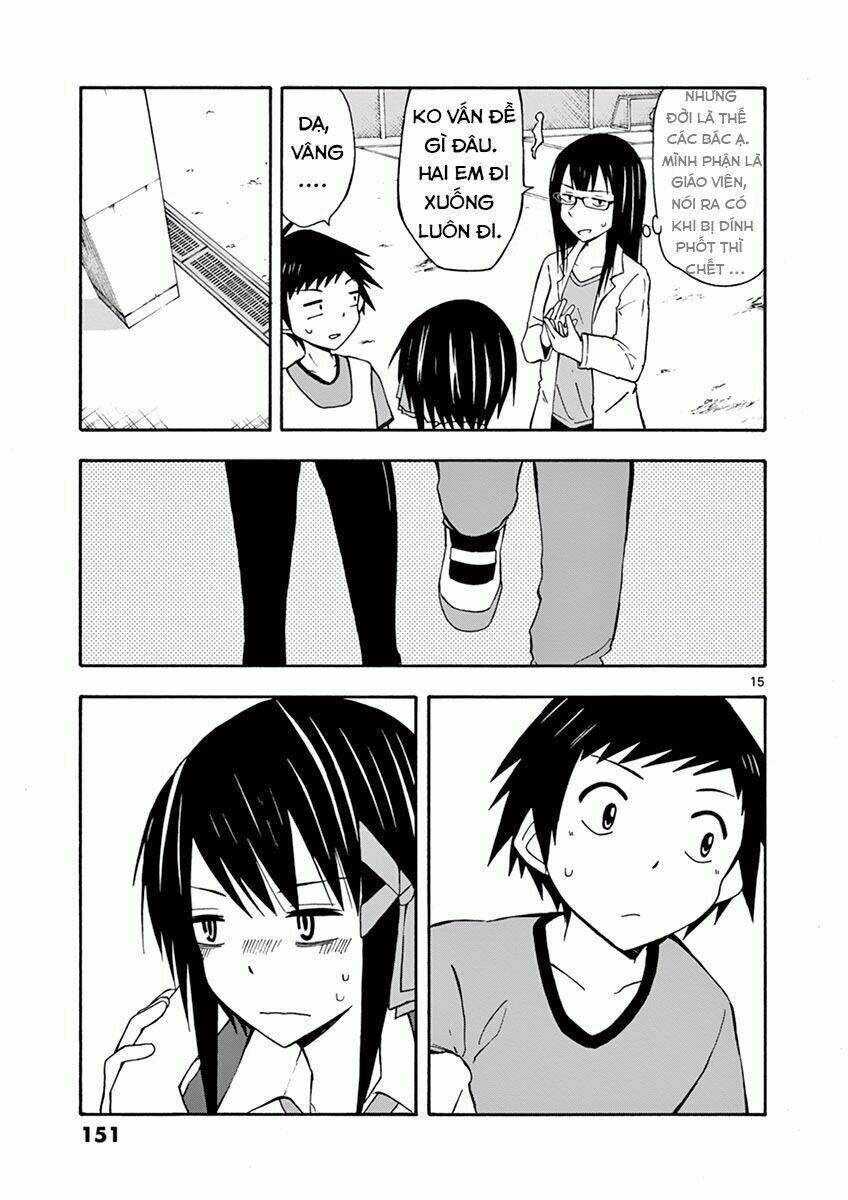 NHƯNG
ĐỜI LÀ THẾ
CÁC BÁC Ạ.
MÌNH PHẬN LÀ
GIÁO VIÊN,
NÓI RA CÓ
KHI BỊ DÍNH
PHỐT THÌ
CHẾT ...
KO VẤN ĐỀ
GÌ ĐÂU.
HAI EM ĐI
XUỐNG
LUÔN ĐI.
DẠ,
VÂNG
....
15
151